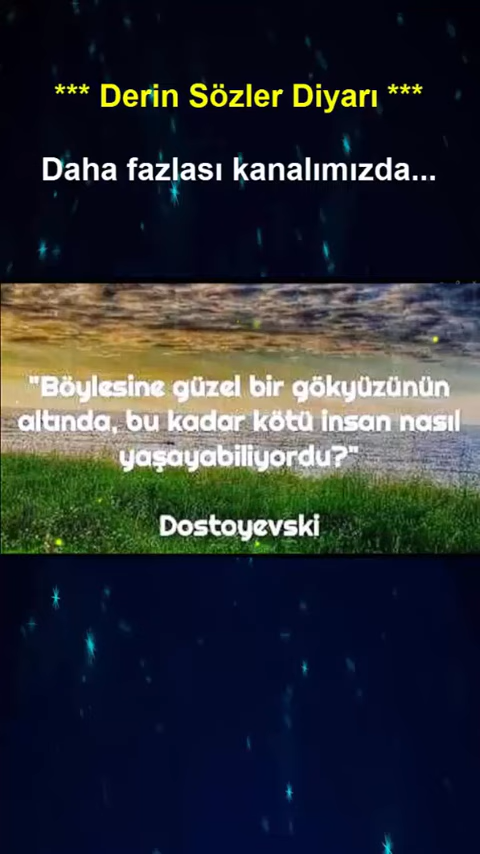 *** Derin Sözler Diyarı ***
Daha fazlası kanalımızda...
"Böylesine güzel bir gökyüzünün
altında, bu kadar kötü insan nasıl
yaşayabiliyordu?"
Dostoyevski